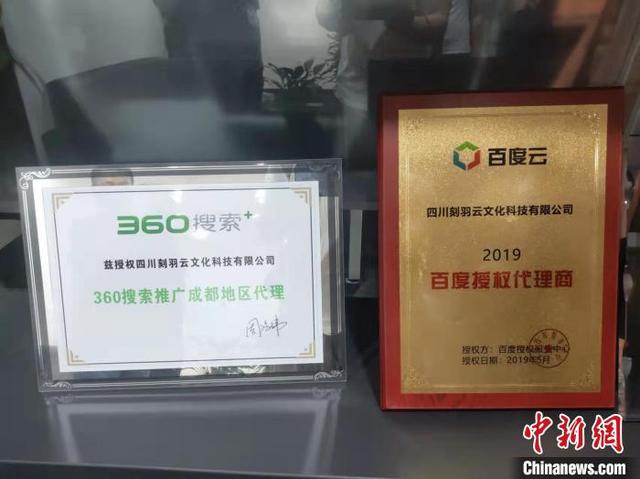 360搜索+
兹授权四川刻羽云文化科技有限公司
360搜索推广成都地区代理
百度云
四川刻羽云文化科技有限公司
2019
百度授权代理商
授权方：百度授权运营中心
授权日期：2019年5月
中新网
Chinanews.com